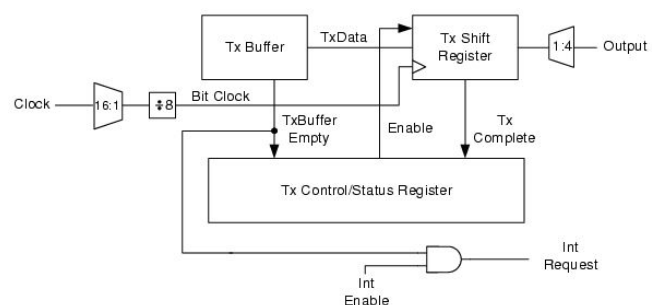 Tx Buffer
TxData
Tx Shift
Register
1:4
Output
Clock
16:1
÷8
Bit Clock
TxBuffer
Empty
Enable
Tx
Complete
Tx Control/Status Register
Int
Request
Int
Enable